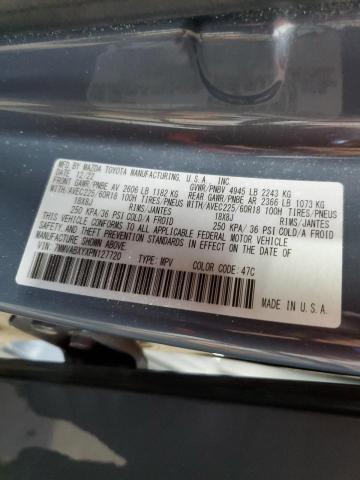 MFD. BY MAZDA TOYOTA MANUFACTURING, U.S.A., INC.
DATE: 12/22 GVWR/PNBV 4945 LB 2243 KG
FRONT GAWR/PNBE AV 2606 LB 1182 KG REAR GAWR/PNBE AR 2366 LB 1073 KG
WITH/AVEC225/60R18 100H TIRES/PNEUS WITH/AVEC225/60R18 100H TIRES/PNEUS
18X8J RIMS/JANTES 18X8J RIMS/JANTES
250 KPA/36 PSI COLD/A FROID 250 KPA/36 PSI COLD/A FROID
THIS VEHICLE CONFORMS TO ALL APPLICABLE FEDERAL MOTOR VEHICLE
SAFETY STANDARDS IN EFFECT ON THE DATE OF
MANUFACTURE SHOWN ABOVE.
TYPE: MPV COLOR CODE: 47C
MADE IN U.S.A.